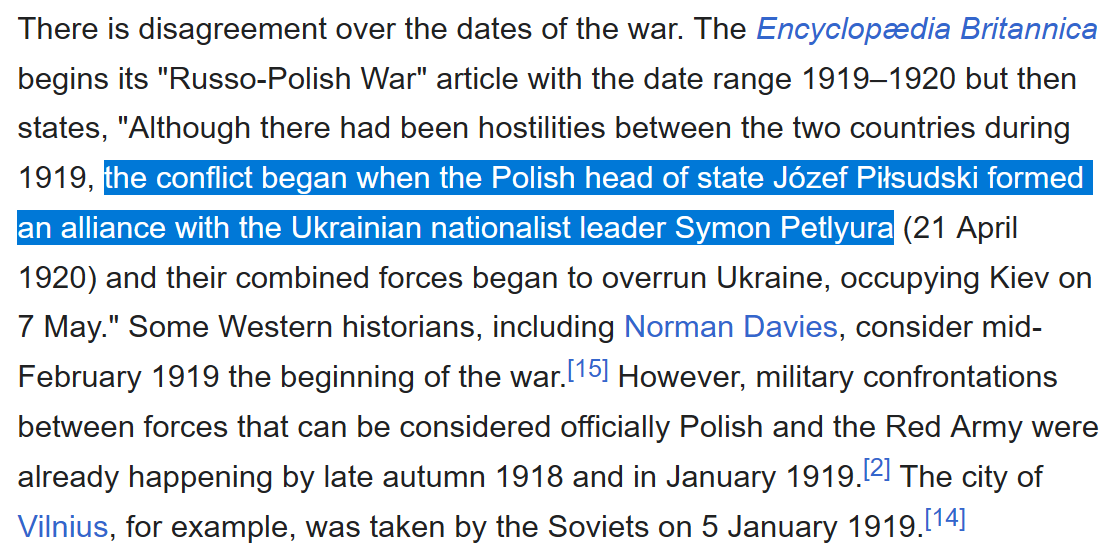 There is disagreement over the dates of the war. The Encyclopædia Britannica
begins its "Russo-Polish War" article with the date range 1919–1920 but then
states, "Although there had been hostilities between the two countries during
1919, the conflict began when the Polish head of state Józef Piłsudski formed
an alliance with the Ukrainian nationalist leader Symon Petlyura (21 April
1920) and their combined forces began to overrun Ukraine, occupying Kiev on
7 May." Some Western historians, including Norman Davies, consider mid-
February 1919 the beginning of the war.[15] However, military confrontations
between forces that can be considered officially Polish and the Red Army were
already happening by late autumn 1918 and in January 1919.[2] The city of
Vilnius, for example, was taken by the Soviets on 5 January 1919.[14]